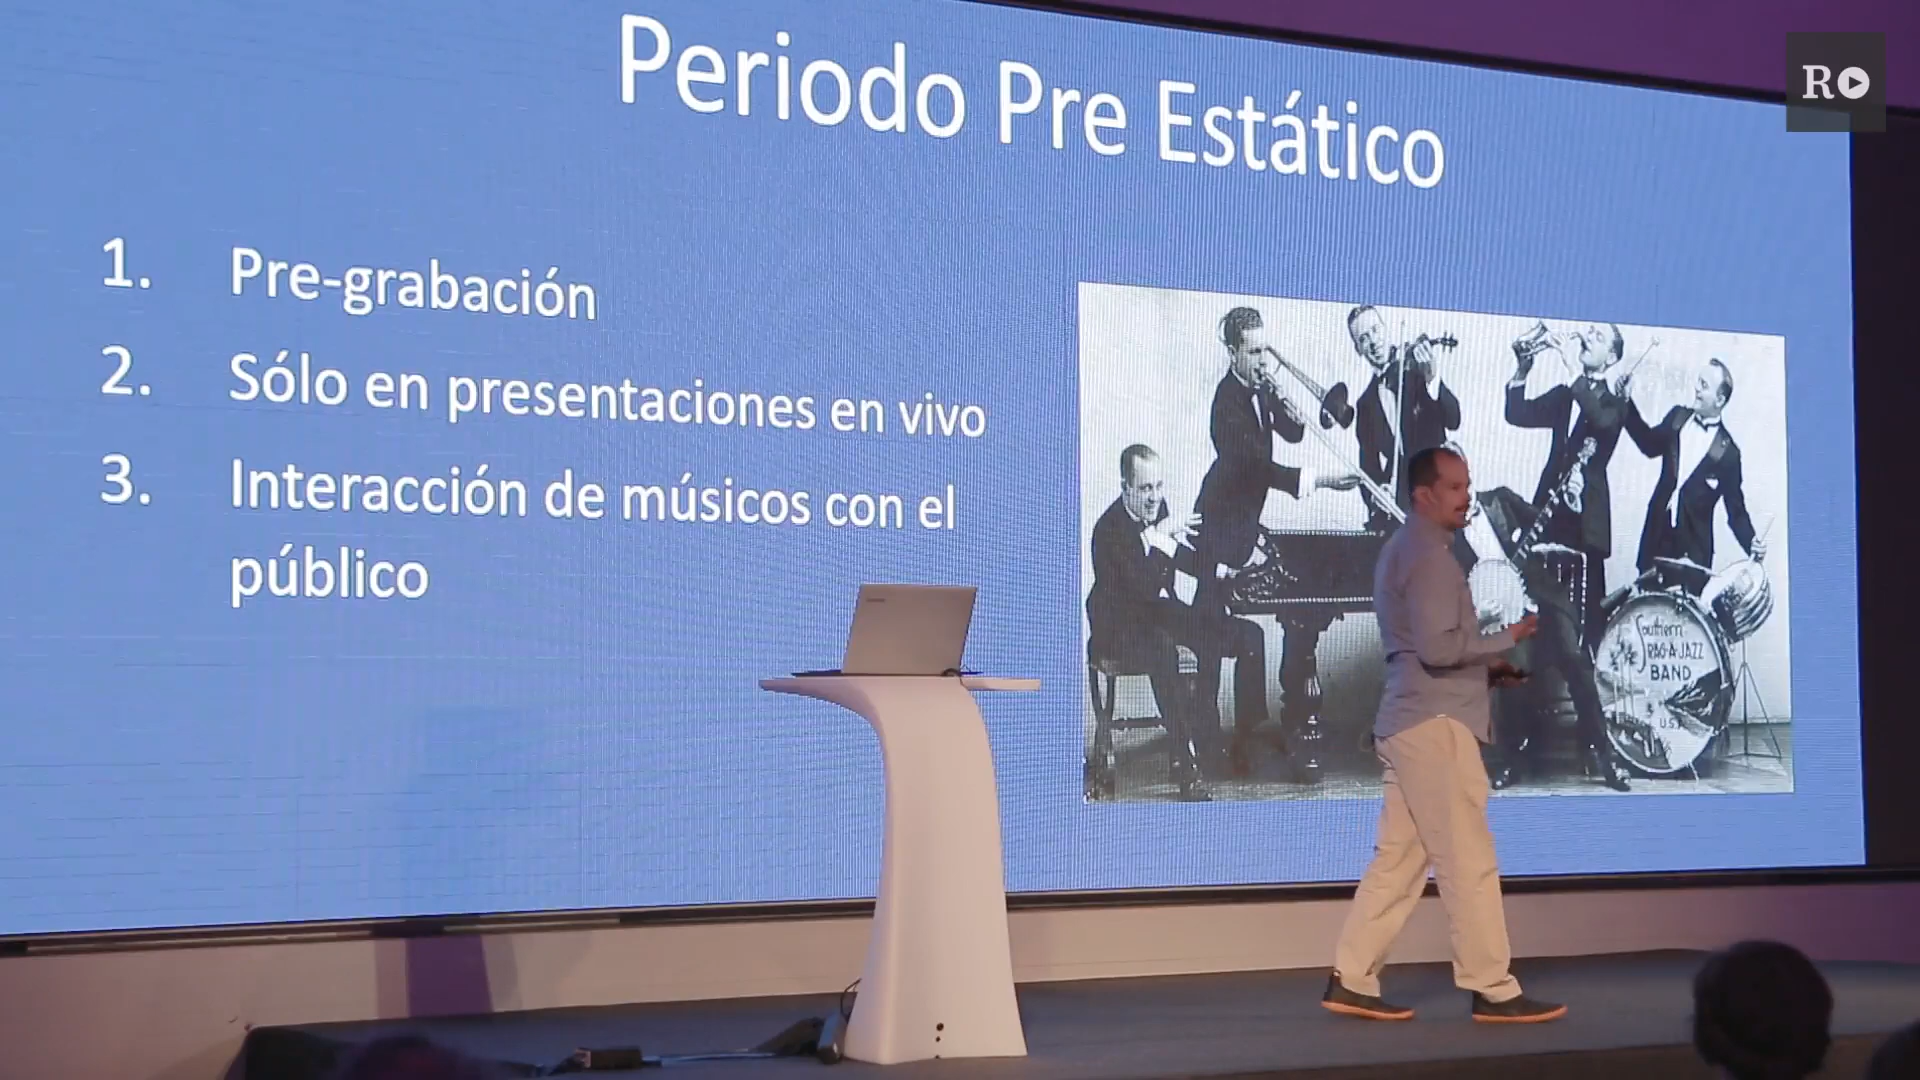 Periodo Pre Estático
RO
1. Pre-grabación
2. Sólo en presentaciones en vivo
3. Interacción de músicos con el
público
Southern
RAG-A-JAZZ
BAND
U.S.A.